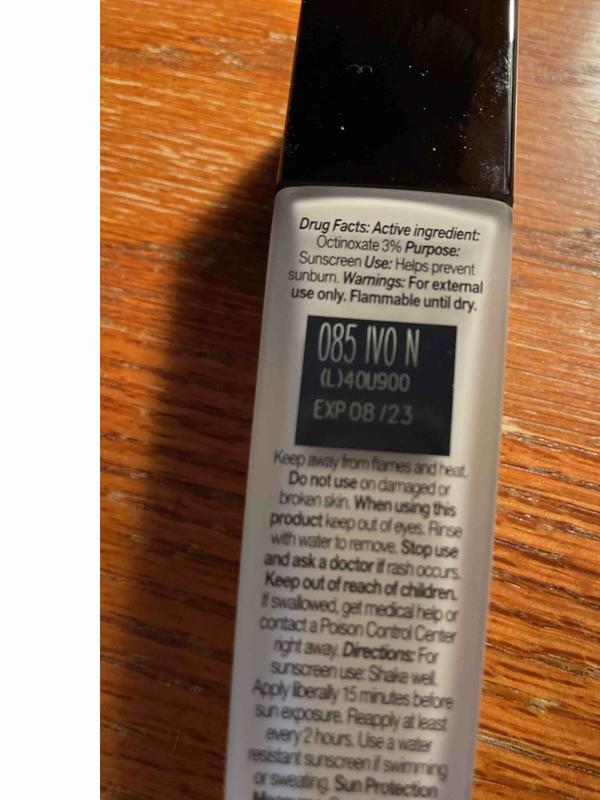 Drug Facts: Active ingredient:
Octinoxate 3% Purpose:
Sunscreen Use: Helps prevent
sunburn. Warnings: For external
use only. Flammable until dry.
085 IVO N
(L)40U900
EXP 08/23
Keep away from flames and heat.
Do not use on damaged or
broken skin. When using this
product keep out of eyes. Rinse
with water to remove. Stop use
and ask a doctor if rash occurs.
Keep out of reach of children.
If swallowed, get medical help or
contact a Poison Control Center
right away. Directions: For
sunscreen use: Shake well.
Apply liberally 15 minutes before
sun exposure. Reapply at least
every 2 hours. Use a water
resistant sunscreen if swimming
or sweating. Sun Protection